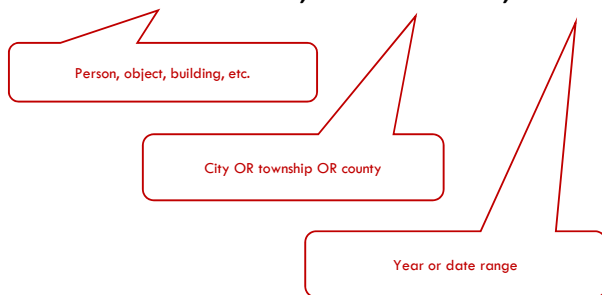 Person, object, building, etc.
City OR township OR county
Year or date range